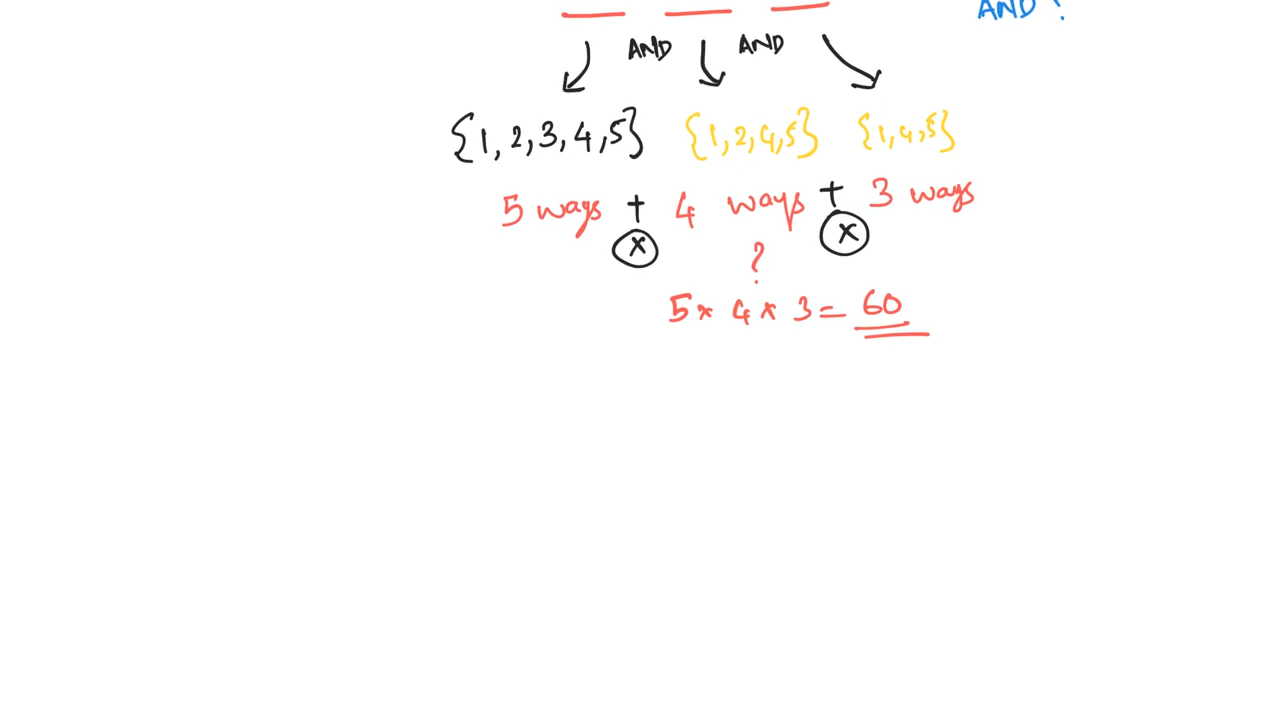 AND ?
AND AND
{1, 2, 3, 4, 5} {1, 2, 4, 5} {1, 4, 5}
5 ways + 4 ways + 3 ways
x x
?
5 x 4 x 3 = 60